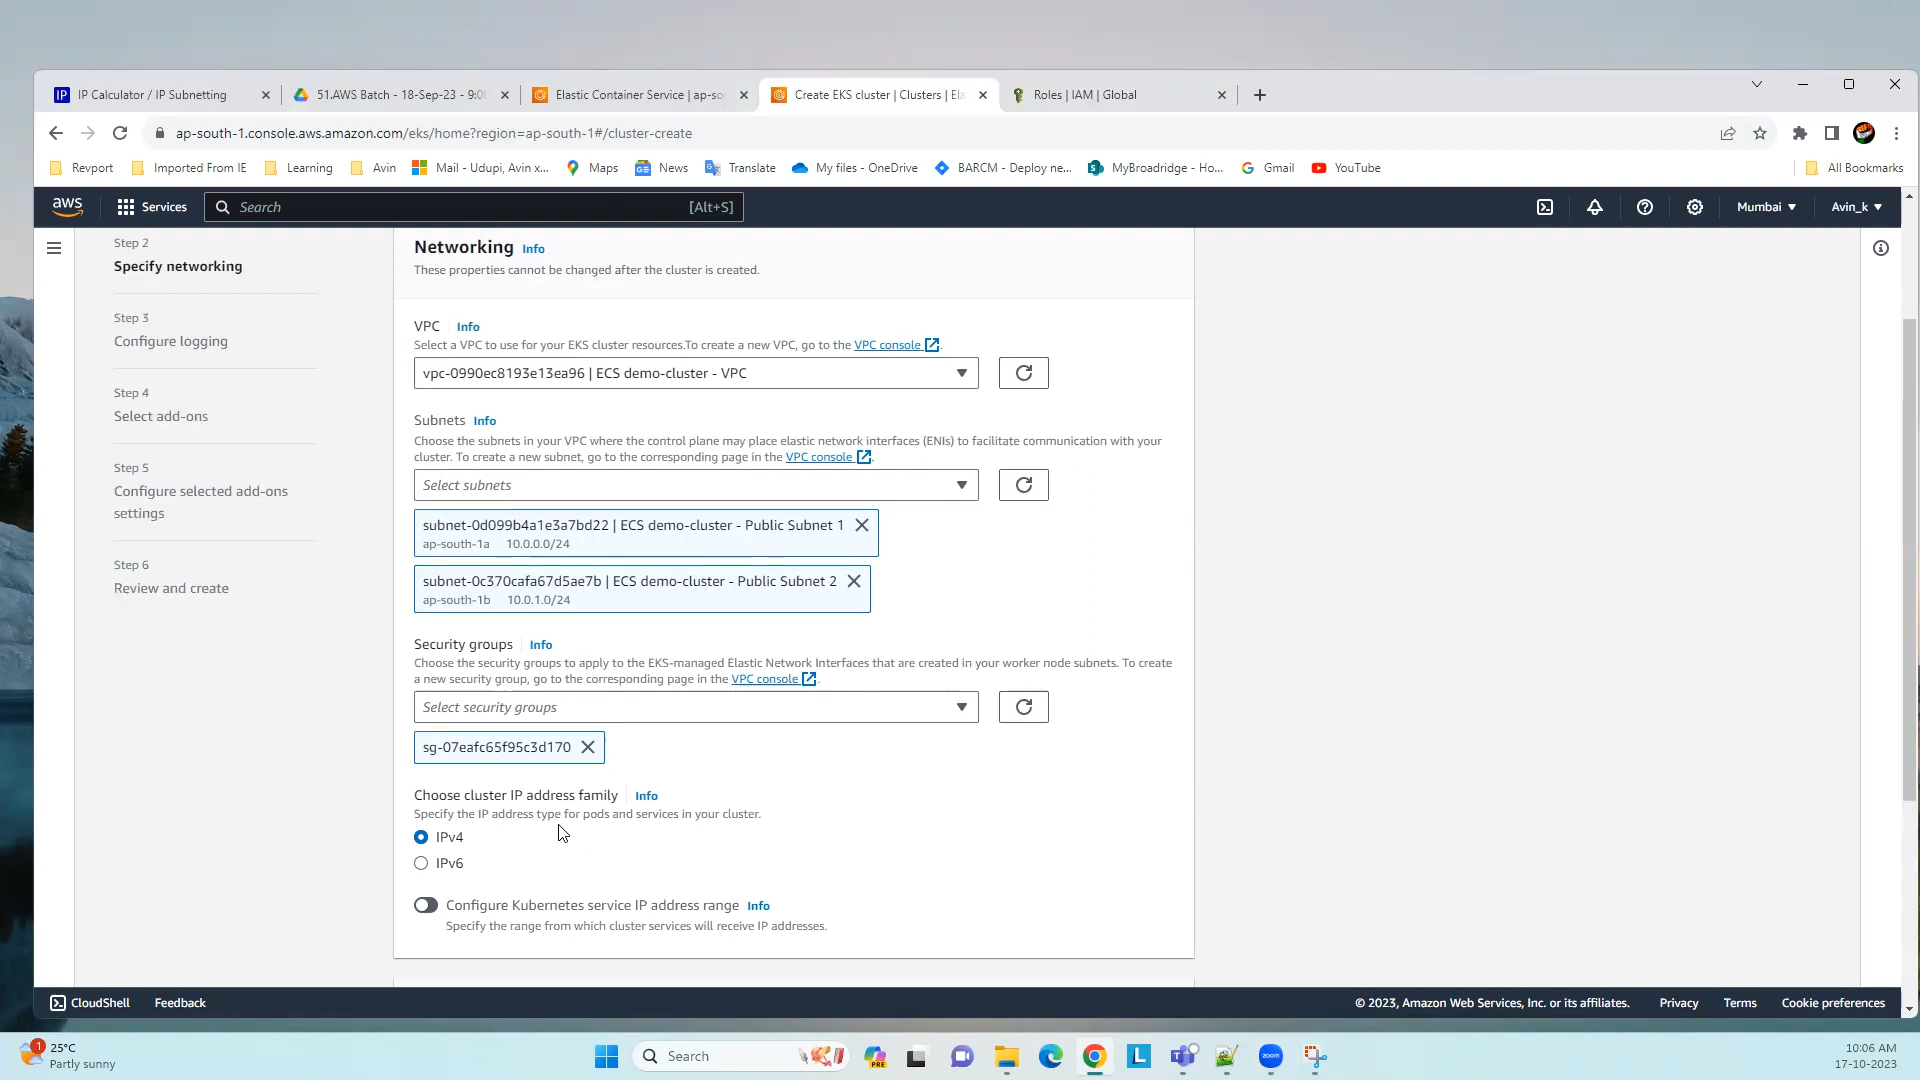 IP Calculator / IP Subnetting
51.AWS Batch - 18-Sep-23 - 9:0
Elastic Container Service | ap-so
Create EKS cluster | Clusters | Ela
Roles | IAM | Global
ap-south-1.console.aws.amazon.com/eks/home?region=ap-south-1#/cluster-create
Revport
Imported From IE
Learning
Avin
Mail - Udupi, Avin x...
Maps
News
Translate
My files - OneDrive
BARCM - Deploy ne...
MyBroadridge - Ho...
Gmail
YouTube
All Bookmarks
aws
Services
Search
[Alt+S]
Mumbai
Avin_k
Step 2
Specify networking
Step 3
Configure logging
Step 4
Select add-ons
Step 5
Configure selected add-ons
settings
Step 6
Review and create
Networking Info
These properties cannot be changed after the cluster is created.
VPC Info
Select a VPC to use for your EKS cluster resources.To create a new VPC, go to the VPC console .
vpc-0990ec8193e13ea96 | ECS demo-cluster - VPC
Subnets Info
Choose the subnets in your VPC where the control plane may place elastic network interfaces (ENIs) to facilitate communication with your
cluster. To create a new subnet, go to the corresponding page in the VPC console .
Select subnets
subnet-0d099b4a1e3a7bd22 | ECS demo-cluster - Public Subnet 1
ap-south-1a 10.0.0.0/24
subnet-0c370cafa67d5ae7b | ECS demo-cluster - Public Subnet 2
ap-south-1b 10.0.1.0/24
Security groups Info
Choose the security groups to apply to the EKS-managed Elastic Network Interfaces that are created in your worker node subnets. To create
a new security group, go to the corresponding page in the VPC console .
Select security groups
sg-07eafc65f95c3d170
Choose cluster IP address family Info
Specify the IP address type for pods and services in your cluster.
IPv4
IPv6
Configure Kubernetes service IP address range Info
Specify the range from which cluster services will receive IP addresses.
CloudShell
Feedback
© 2023, Amazon Web Services, Inc. or its affiliates.
Privacy
Terms
Cookie preferences
1
25°C
Partly sunny
Search
PRE
L
T
zoom
10:06 AM
17-10-2023